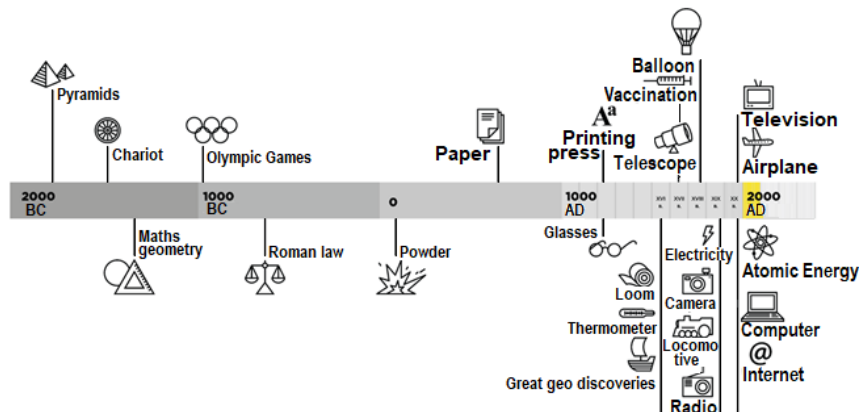 Balloon
Vaccination
Pyramids
Television
Aª
Chariot
Olympic Games
Paper
Printing
press
Telescope
Airplane
2000
BC
1000
BC
0
1000
AD
XVI
XVII
XVIII
XIX
XX
2000
AD
Maths
geometry
Roman law
Powder
Glasses
Electricity
Atomic Energy
Loom
Camera
Thermometer
Locomo
tive
Computer
Great geo discoveries
@
Internet
Radio